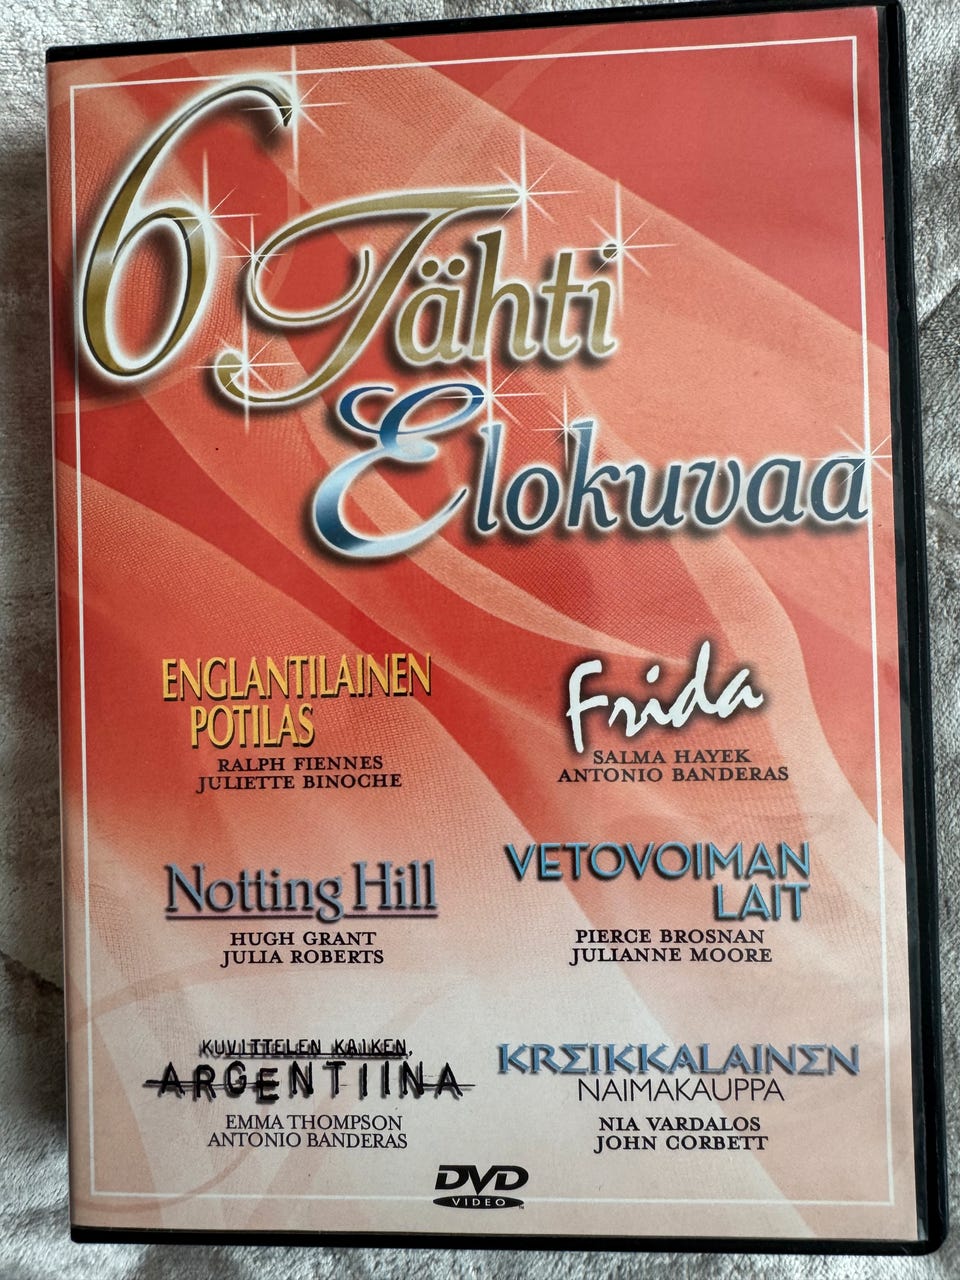 6 Tähti
Elokuvaa
ENGLANTILAINEN
POTILAS
RALPH FIENNES
JULIETTE BINOCHE
Frida
SALMA HAYEK
ANTONIO BANDERAS
Notting Hill
HUGH GRANT
JULIA ROBERTS
VETOVOIMAN
LAIT
PIERCE BROSNAN
JULIANNE MOORE
KUVITTELEN KAIKEN,
ARGENTIINA
EMMA THOMPSON
ANTONIO BANDERAS
KRΣIKKALAINΣN
NAIMAKAUPPA
NIA VARDALOS
JOHN CORBETT
DVD
VIDEO